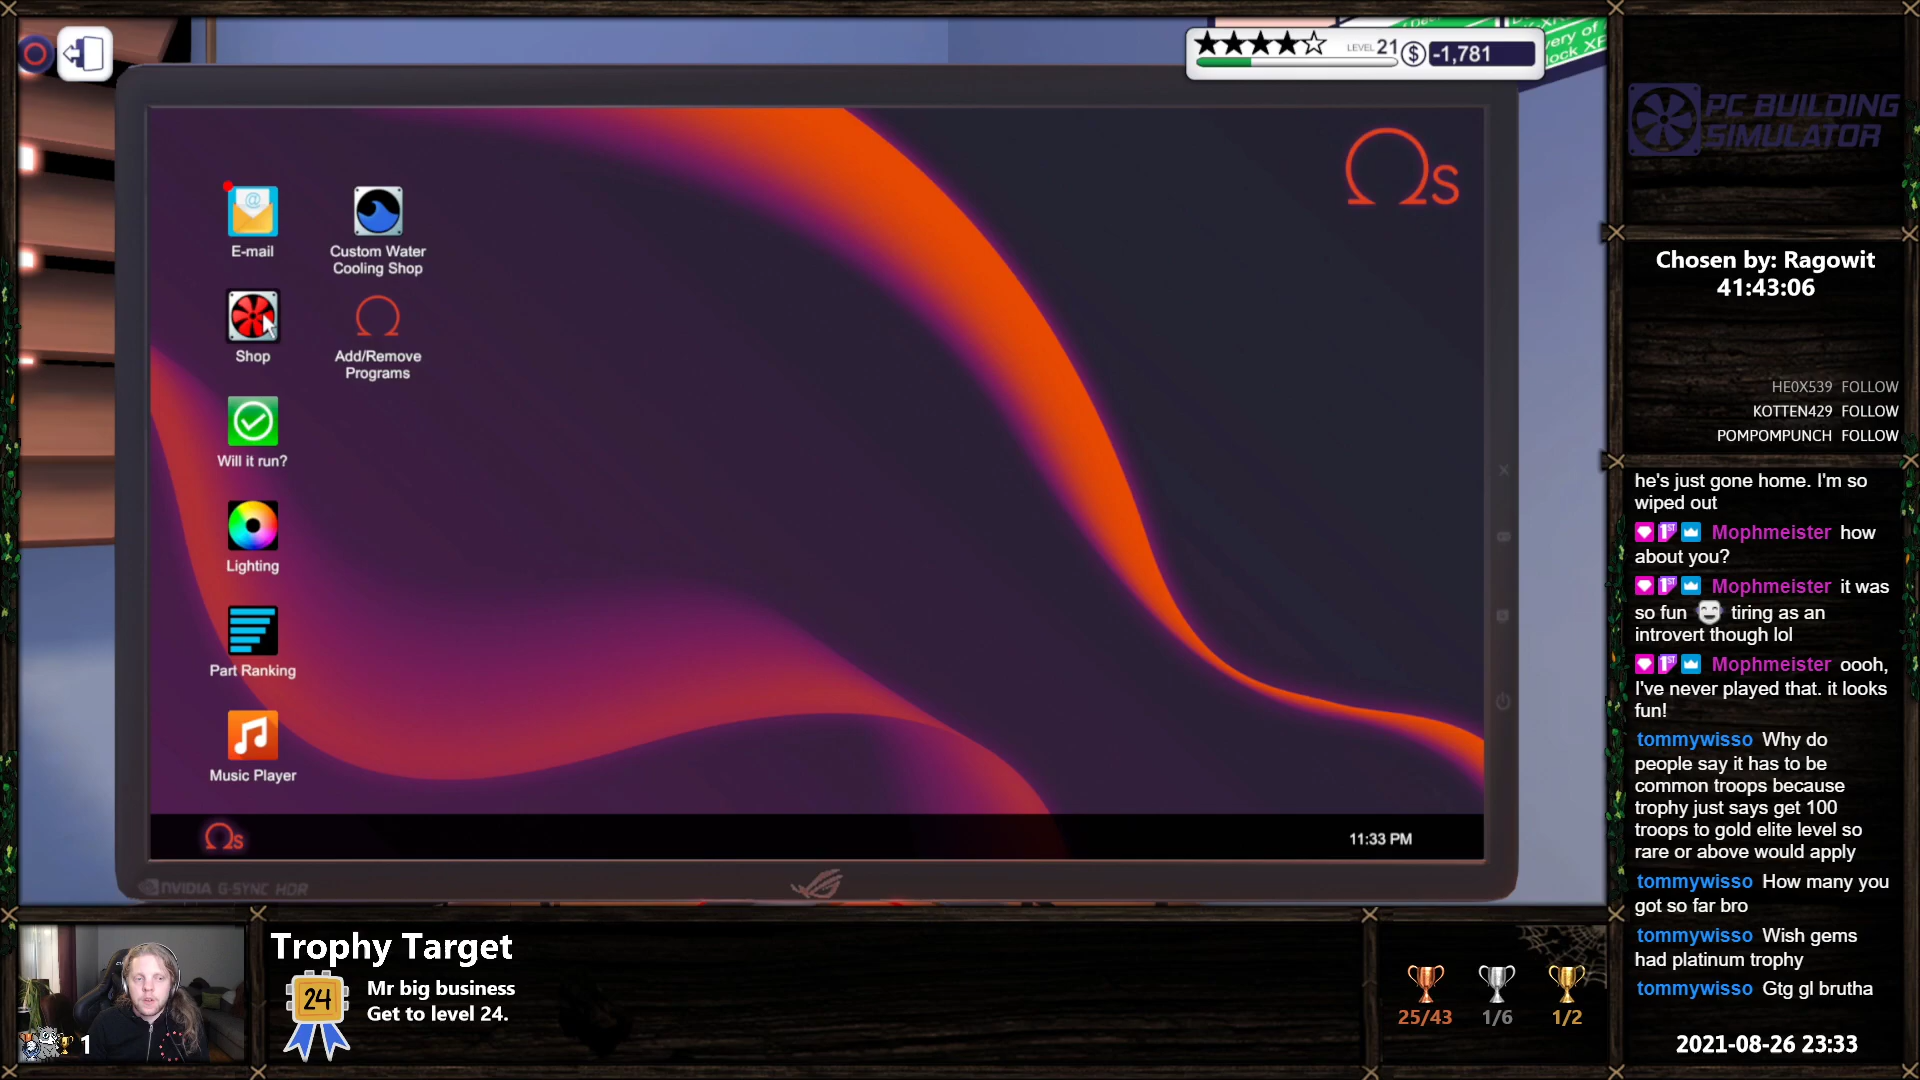 LEVEL 21
$ -1,781
very of
ock XP
PC BUILDING
SIMULATOR
Ωs
E-mail
Custom Water
Cooling Shop
Shop
Add/Remove
Programs
Will it run?
Lighting
Part Ranking
Music Player
Ωs
11:33 PM
NVIDIA G-SYNC HDR
Chosen by: Ragowit
41:43:06
HE0X539 FOLLOW
KOTTEN429 FOLLOW
POMPOMPUNCH FOLLOW
he's just gone home. I'm so
wiped out
Mophmeister how
about you?
Mophmeister it was
so fun tiring as an
introvert though lol
Mophmeister oooh,
I've never played that. it looks
fun!
tommywisso Why do
people say it has to be
common troops because
trophy just says get 100
troops to gold elite level so
rare or above would apply
tommywisso How many you
got so far bro
tommywisso Wish gems
had platinum trophy
tommywisso Gtg gl brutha
Trophy Target
24
Mr big business
Get to level 24.
1
25/43
1/6
1/2
2021-08-26 23:33